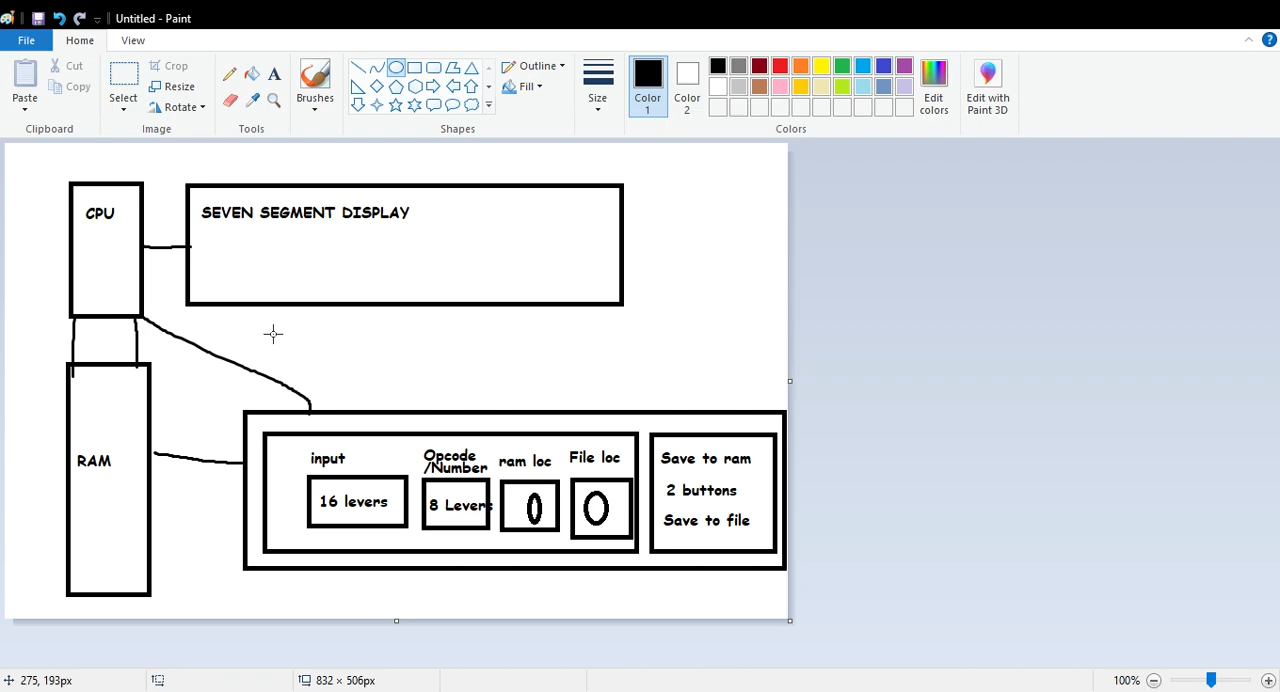 Untitled - Paint
File Home View
Paste
Cut
Copy
Clipboard
Select
Crop
Resize
Rotate
Image
A
Tools
Brushes
Outline
Fill
Shapes
Size
Color 1
Color 2
Edit colors
Colors
Edit with Paint 3D
?
CPU
SEVEN SEGMENT DISPLAY
RAM
input
16 levers
Opcode
/Number
8 Levers
ram loc
0
File loc
O
Save to ram
2 buttons
Save to file
275, 193px
832 × 506px
100%